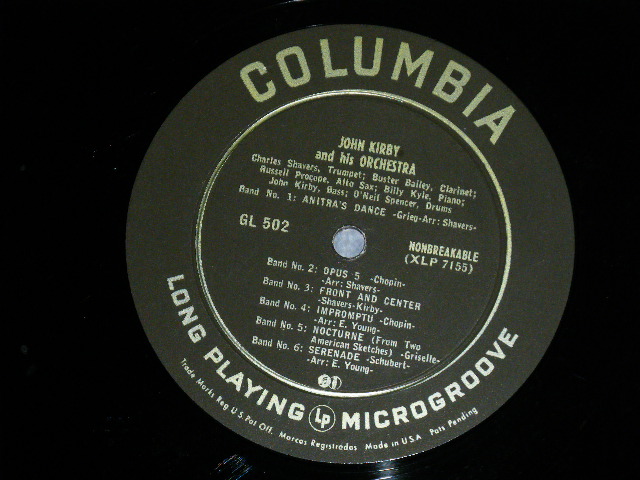 COLUMBIA
JOHN KIRBY
and his ORCHESTRA
Charles Shavers, Trumpet; Buster Bailey, Clarinet;
Russell Procope, Alto Sax; Billy Kyle, Piano;
John Kirby, Bass; O'Neil Spencer, Drums
Band No. 1: ANITRA'S DANCE -Grieg-Arr: Shavers-
GL 502
NONBREAKABLE
(XLP 7155)
Band No. 2: OPUS 5 -Chopin-
-Arr: Shavers-
Band No. 3: FRONT AND CENTER
-Shavers-Kirby-
Band No. 4: IMPROMPTU -Chopin-
-Arr: E. Young-
Band No. 5: NOCTURNE (From Two
American Sketches) -Griselle-
Band No. 6: SERENADE -Schubert-
-Arr: E. Young-
LONG PLAYING Lp MICROGROOVE
Trade Marks Reg U.S Pat Off. Marcas Registradas Made in U.S.A Pats Pending